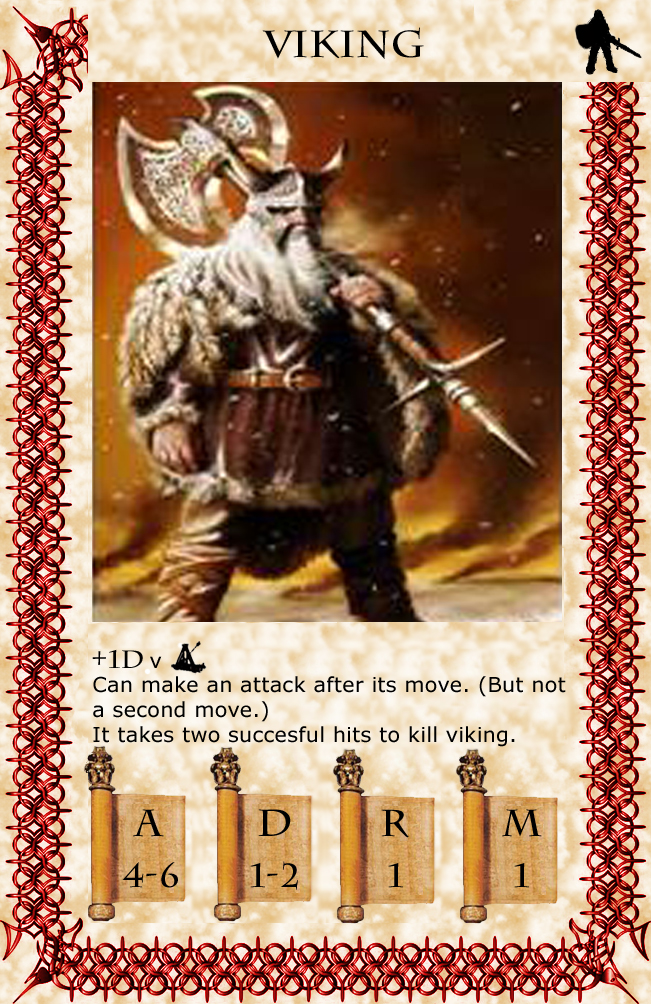 VIKING
+1D v
Can make an attack after its move. (But not
a second move.)
It takes two succesful hits to kill viking.
A D R M
4-6 1-2 1 1